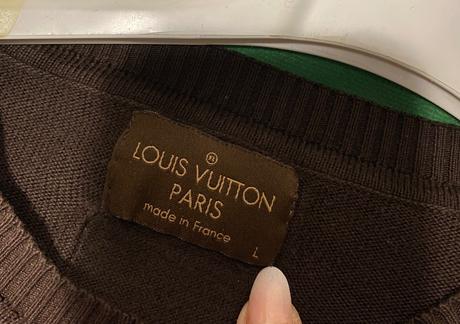 ®
LOUIS VUITTON
PARIS
made in France
L